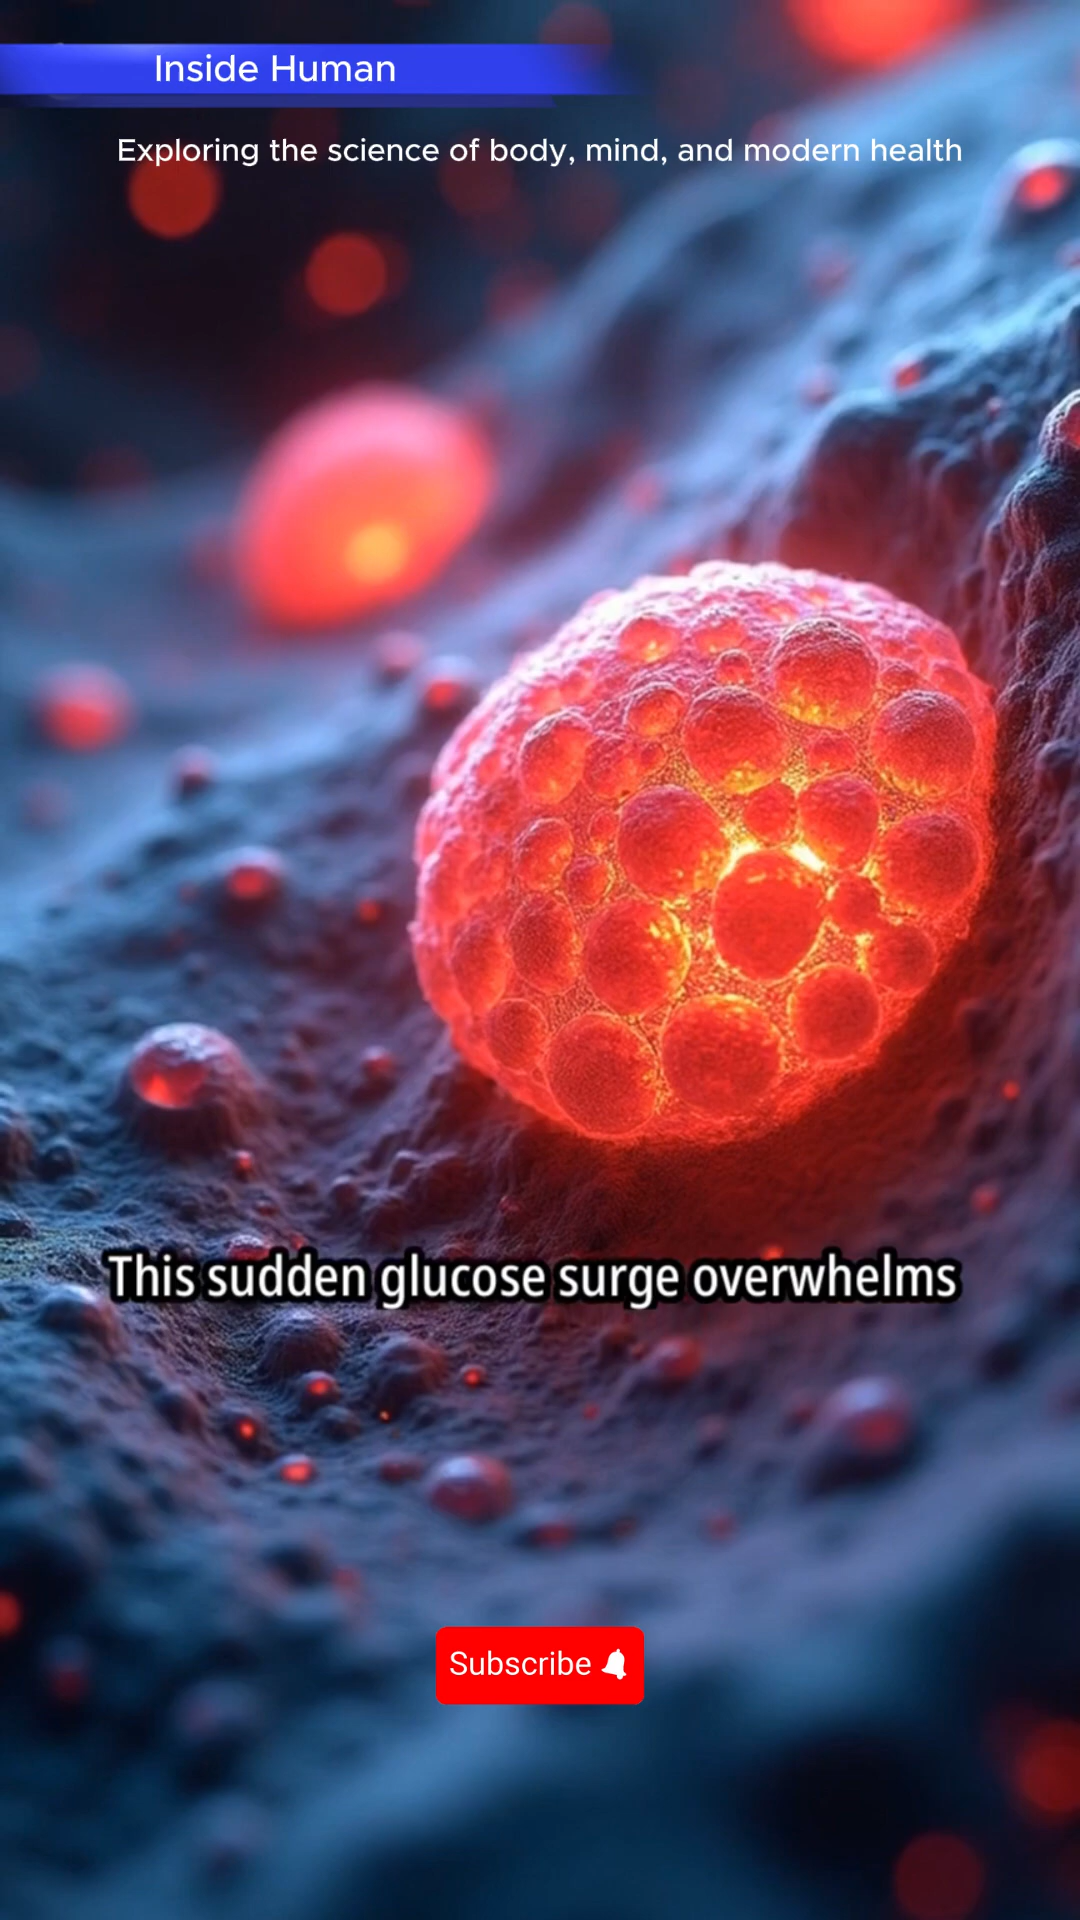 Inside Human
Exploring the science of body, mind, and modern health
This sudden glucose surge overwhelms
Subscribe